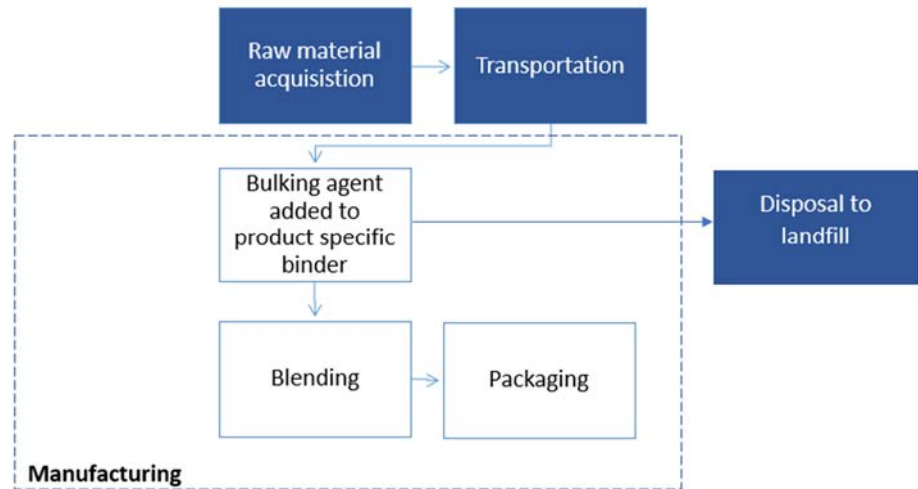 Raw material
acquisistion
Transportation
Bulking agent
added to
product specific
binder
Disposal to
landfill
Blending
Packaging
Manufacturing